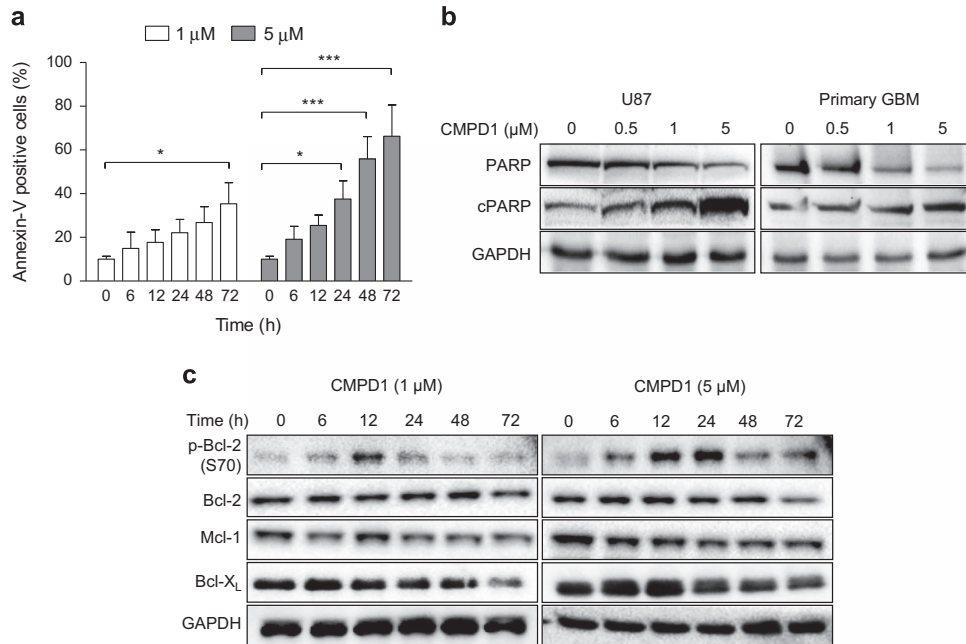 a
1 μM 5 μM
Annexin-V positive cells (%)
100
80
60
40
20
0
*
*
***
***
0 6 12 24 48 72 0 6 12 24 48 72
Time (h)
b
U87 Primary GBM
CMPD1 (μM) 0 0.5 1 5 0 0.5 1 5
PARP
cPARP
GAPDH
c
CMPD1 (1 μM) CMPD1 (5 μM)
Time (h) 0 6 12 24 48 72 0 6 12 24 48 72
p-Bcl-2
(S70)
Bcl-2
Mcl-1
Bcl-XL
GAPDH